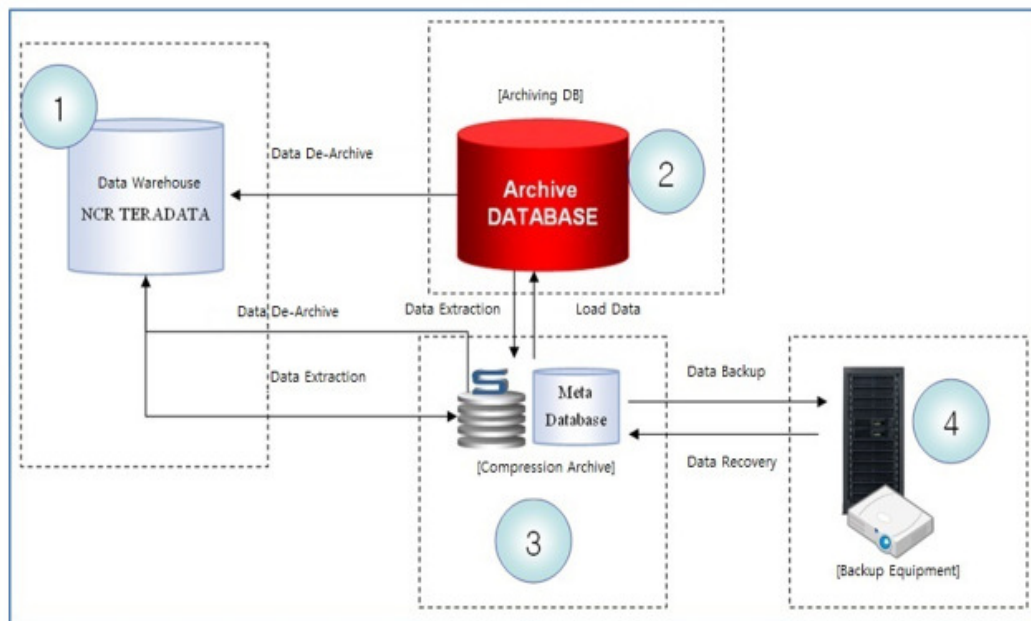 1
Data Warehouse
NCR TERADATA
Data De-Archive
[Archiving DB]
Archive
DATABASE
2
Data De-Archive
Data Extraction
Load Data
Data Extraction
S
Meta
Database
[Compression Archive]
3
Data Backup
Data Recovery
4
[Backup Equipment]